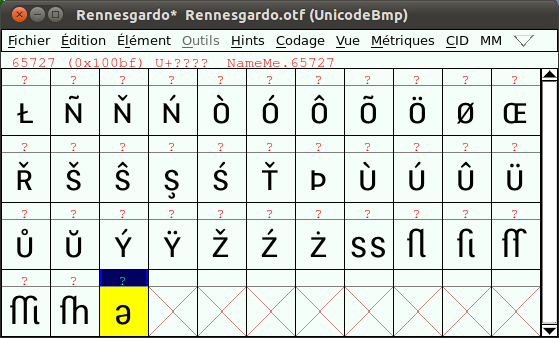 Rennesgardo* Rennesgardo.otf (UnicodeBmp)
Fichier Édition Élément Outils Hints Codage Vue Métriques CID MM
65727 (0x100bf) U+???? NameMe.65727
? ? ? ? ? ? ? ? ? ? ?
Ł Ñ Ň Ń Ò Ó Ô Õ Ö Ø Œ
? ? ? ? ? ? ? ? ? ? ?
Ř Š Ŝ Ş Ś Ť Þ Ù Ú Û Ü
? ? ? ? ? ? ? ? ? ? ?
Ů Ŭ Ý Ÿ Ž Ź Ż SS ſl ſi ſſ
? ? ?
ſſi ſh ə